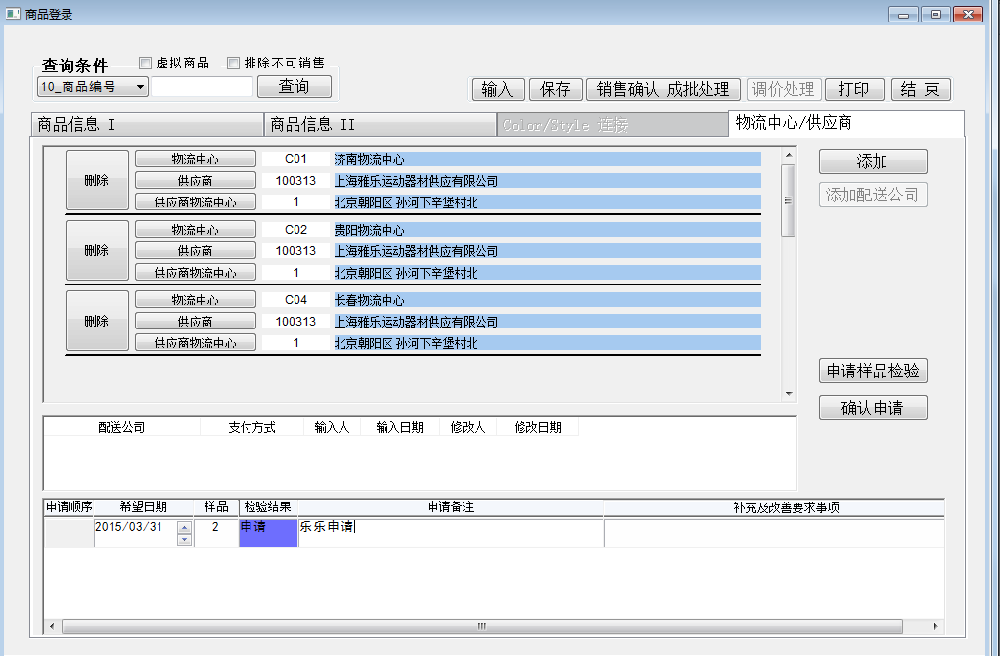 商品登录
查询条件 虚拟商品 排除不可销售
10_商品编号 查询 输入 保存 销售确认 成批处理 调价处理 打印 结 束
商品信息 I 商品信息 II Color/Style 连接 物流中心/供应商
物流中心 C01 济南物流中心
删除 供应商 100313 上海雅乐运动器材供应有限公司
供应商物流中心 1 北京朝阳区 孙河下辛堡村北
物流中心 C02 贵阳物流中心
删除 供应商 100313 上海雅乐运动器材供应有限公司
供应商物流中心 1 北京朝阳区 孙河下辛堡村北
物流中心 C04 长春物流中心
删除 供应商 100313 上海雅乐运动器材供应有限公司
供应商物流中心 1 北京朝阳区 孙河下辛堡村北
添加
添加配送公司
申请样品检验
确认申请
配送公司 支付方式 输入人 输入日期 修改人 修改日期
申请顺序 希望日期 样品 检验结果 申请备注 补充及改善要求事项
2015/03/31 2 申请 乐乐申请